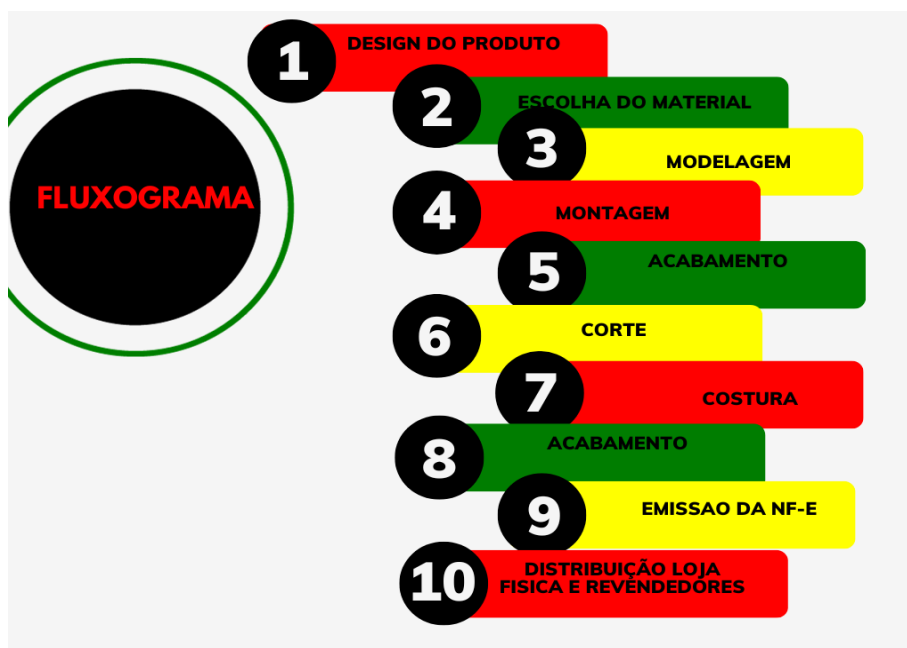 FLUXOGRAMA
1
DESIGN DO PRODUTO
2
ESCOLHA DO MATERIAL
3
MODELAGEM
4
MONTAGEM
5
ACABAMENTO
6
CORTE
7
COSTURA
8
ACABAMENTO
9
EMISSAO DA NF-E
10
DISTRIBUIÇÃO LOJA
FISICA E REVENDEDORES